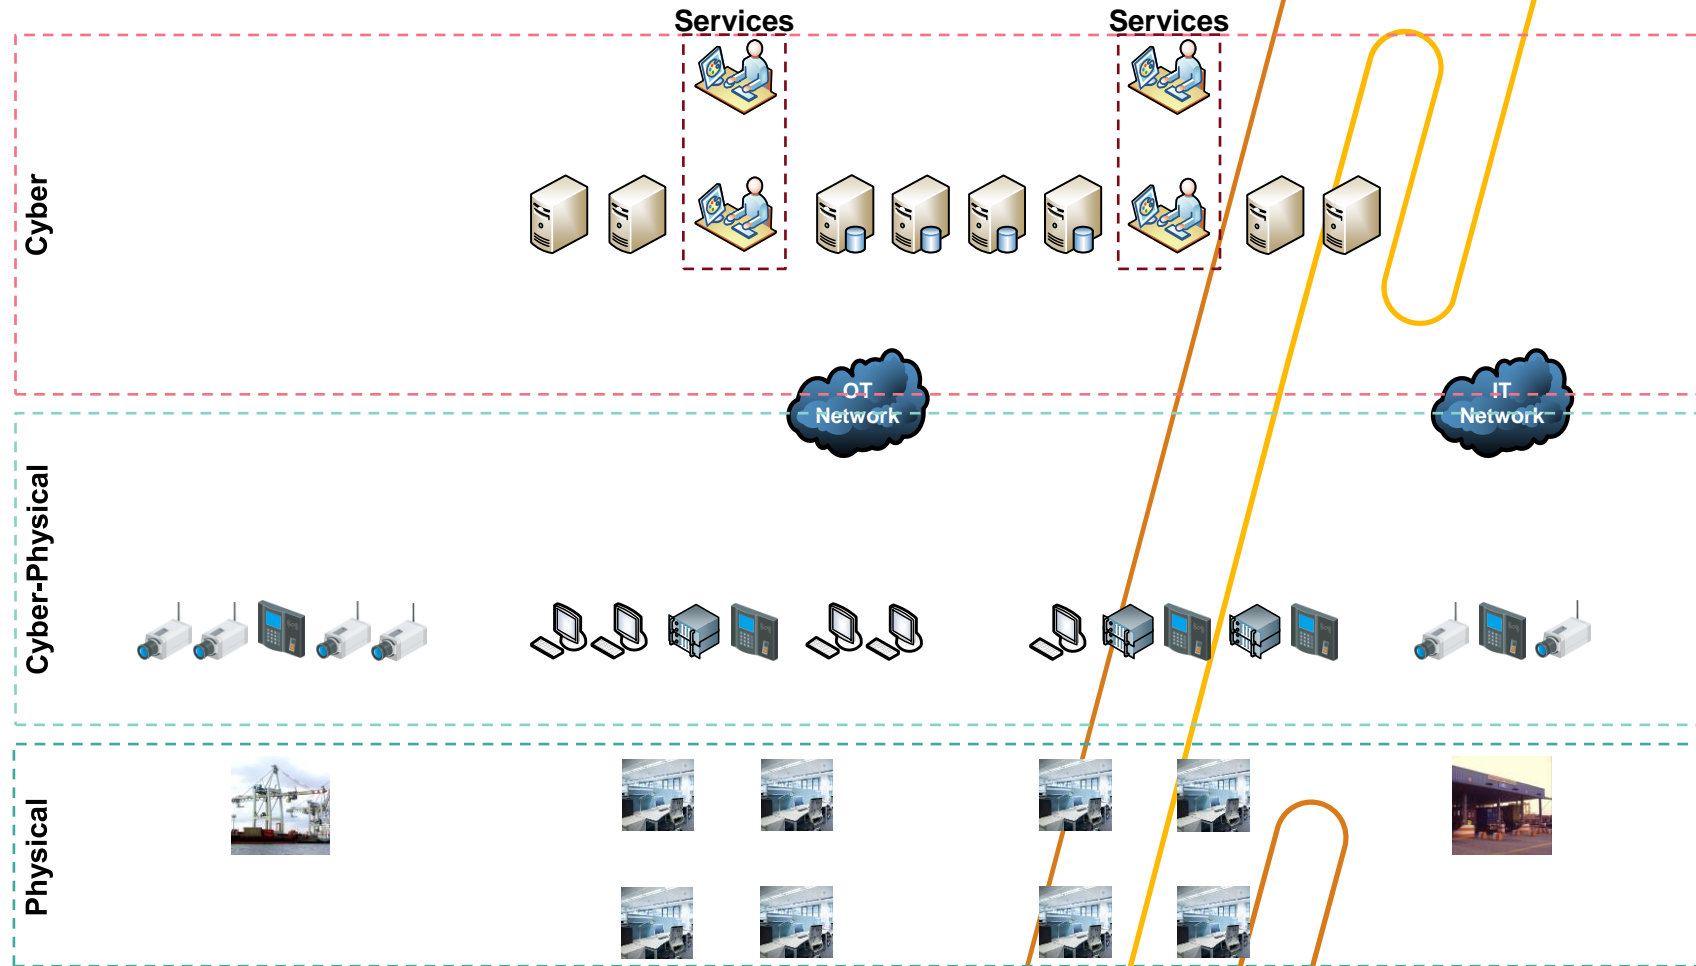 Services
Services
Cyber
OT
Network
IT
Network
Cyber-Physical
Physical